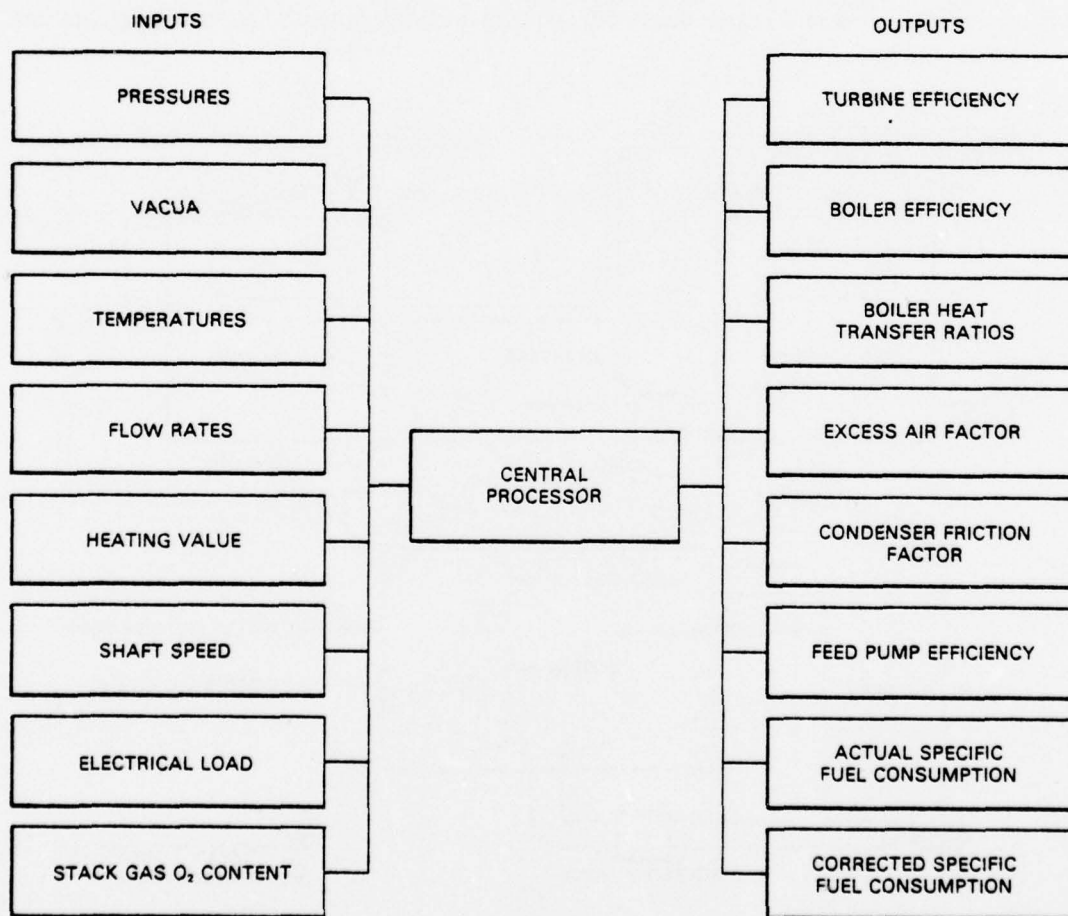 INPUTS
PRESSURES
VACUA
TEMPERATURES
FLOW RATES
HEATING VALUE
SHAFT SPEED
ELECTRICAL LOAD
STACK GAS O₂ CONTENT
CENTRAL
PROCESSOR
OUTPUTS
TURBINE EFFICIENCY
BOILER EFFICIENCY
BOILER HEAT
TRANSFER RATIOS
EXCESS AIR FACTOR
CONDENSER FRICTION
FACTOR
FEED PUMP EFFICIENCY
ACTUAL SPECIFIC
FUEL CONSUMPTION
CORRECTED SPECIFIC
FUEL CONSUMPTION